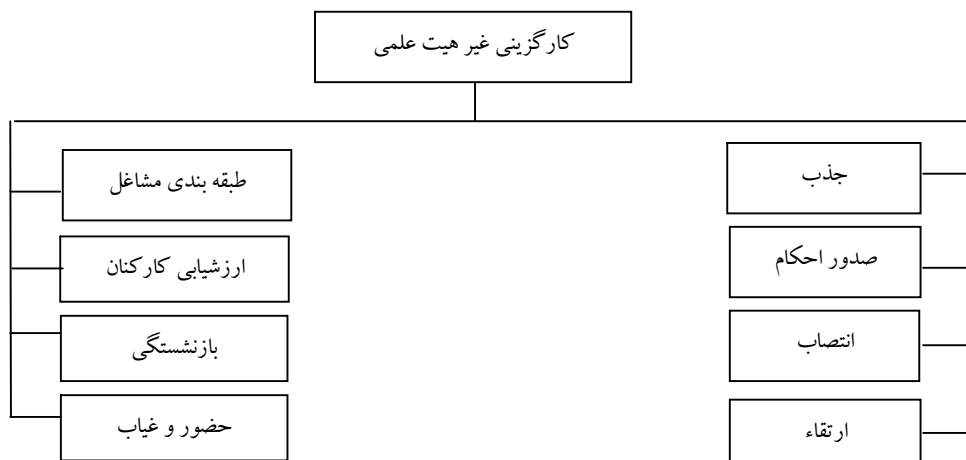 کارگزینی غیر هیت علمی
جذب
طبقه بندی مشاغل
صدور احکام
ارزشیابی کارکنان
انتصاب
بازنشستگی
ارتقاء
حضور و غیاب